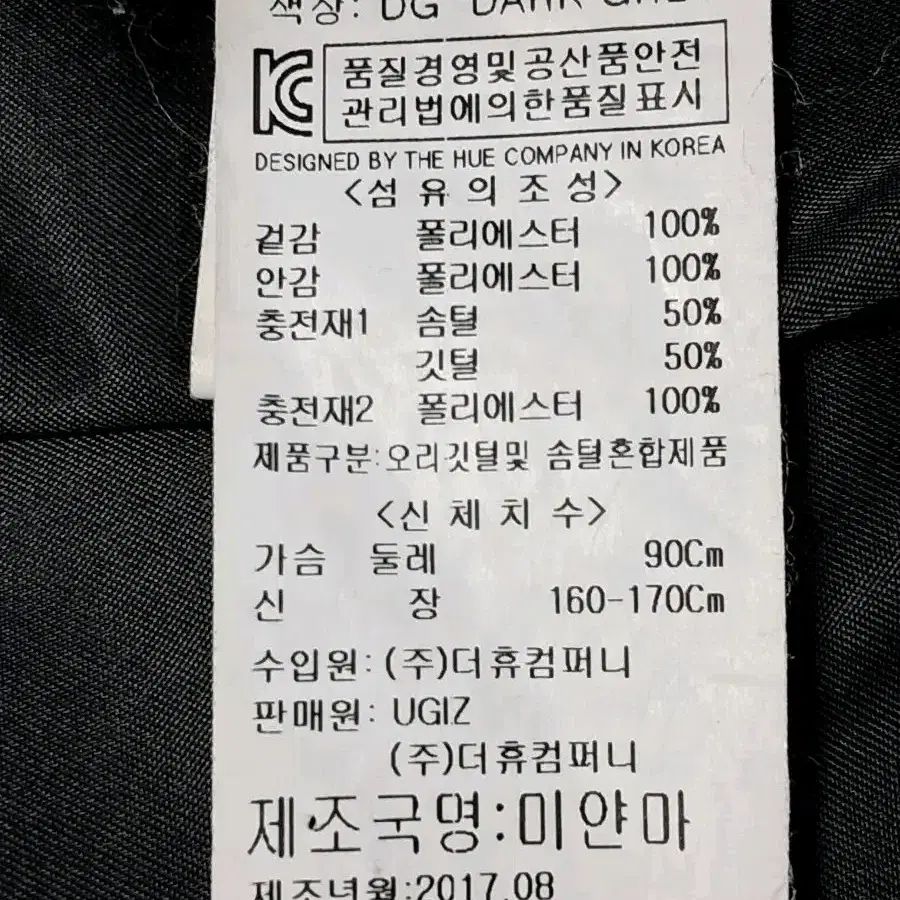 색상: DG DARK
KC
품질경영및공산품안전
관리법에의한품질표시
DESIGNED BY THE HUE COMPANY IN KOREA
<섬 유 의 조 성>
겉감 폴리에스터 100%
안감 폴리에스터 100%
충전재1 솜털 50%
깃털 50%
충전재2 폴리에스터 100%
제품구분:오리깃털및 솜털혼합제품
<신 체 치 수>
가슴 둘레 90Cm
신 장 160-170Cm
수입원: (주)더휴컴퍼니
판매원: UGIZ
(주)더휴컴퍼니
제조국명:미얀마
제조년월:2017.08